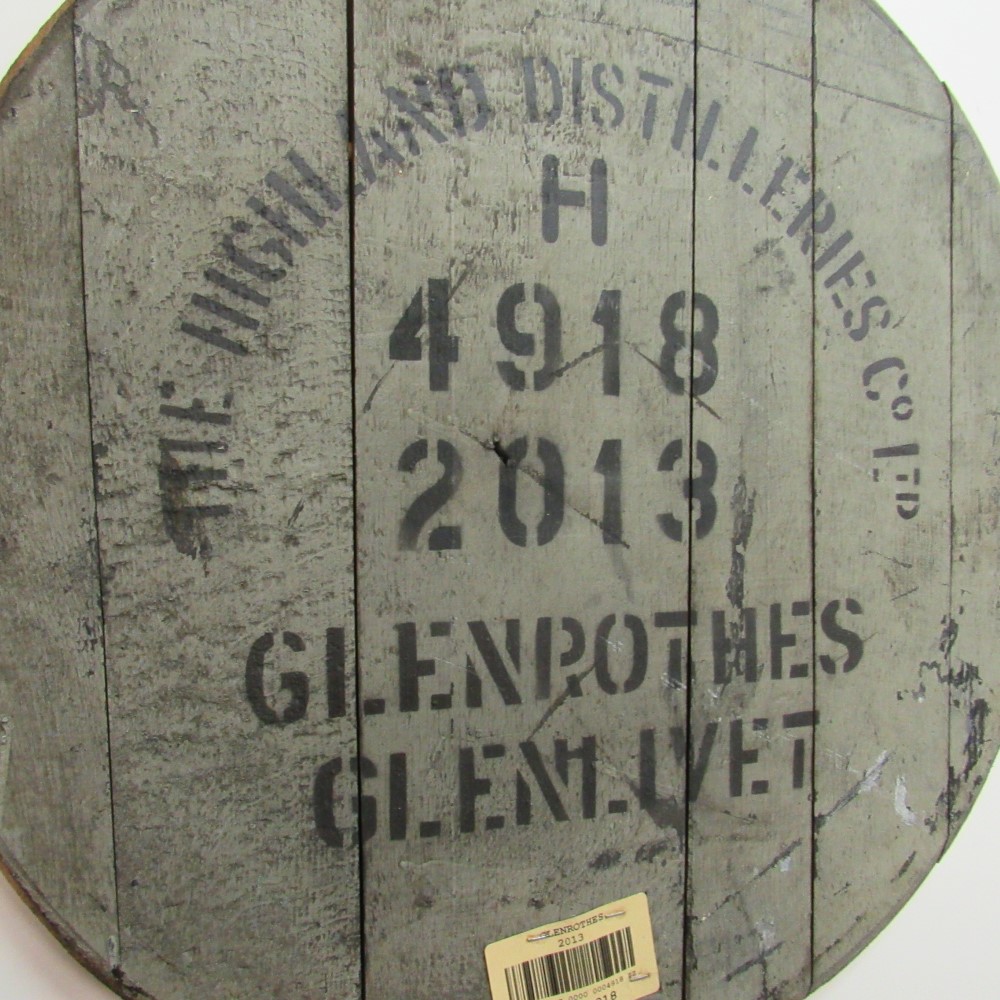 THE HIGHLAND DISTILLERIES Cº LTD
H
4918
2013
GLENROTHES
GLENLIVET
GLENROTHES
2013